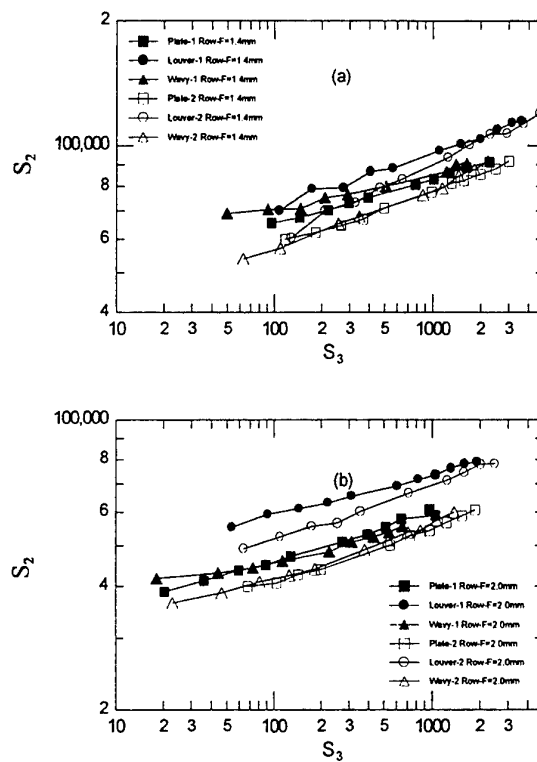 2
Plate-1 Row-F=1.4mm
Louver-1 Row-F=1.4mm
Wavy-1 Row-F=1.4mm
Plate-2 Row-F=1.4mm
Louver-2 Row-F=1.4mm
Wavy-2 Row-F=1.4mm
(a)
S2
100,000
8
6
4
10 2 3 5 100 2 3 5 1000 2 3
S3
100,000
(b)
8
6
S2
4
2
Plate-1 Row-F=2.0mm
Louver-1 Row-F=2.0mm
Wavy-1 Row-F=2.0mm
Plate-2 Row-F=2.0mm
Louver-2 Row-F=2.0mm
Wavy-2 Row-F=2.0mm
10 2 3 5 100 2 3 5 1000 2 3
S3